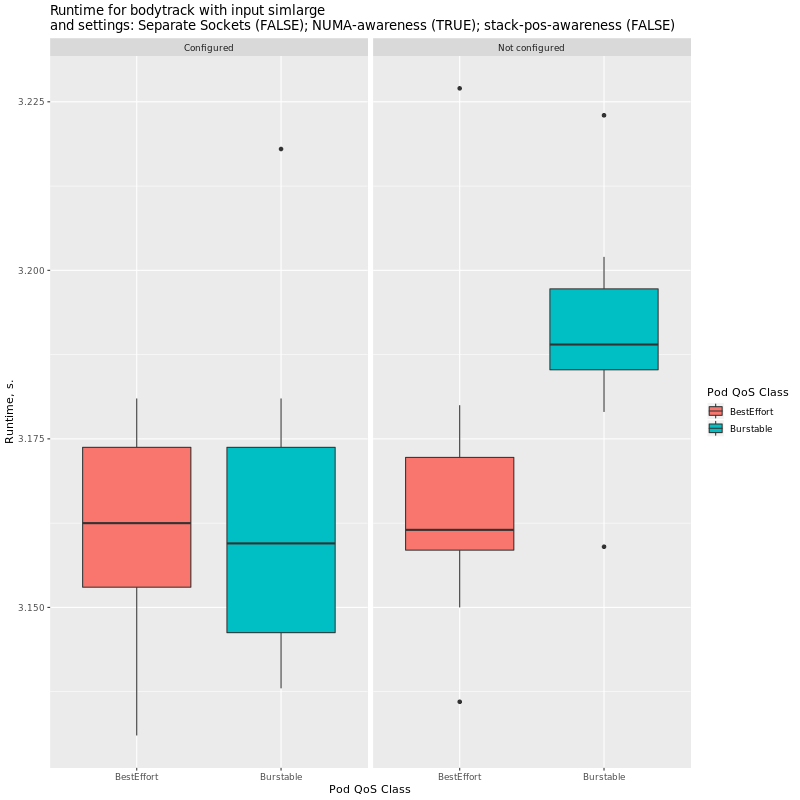 Runtime for bodytrack with input simlarge
and settings: Separate Sockets (FALSE); NUMA-awareness (TRUE); stack-pos-awareness (FALSE)
Configured
Not configured
3.225
3.200
3.175
3.150
Runtime, s.
BestEffort
Burstable
BestEffort
Burstable
Pod QoS Class
Pod QoS Class
BestEffort
Burstable